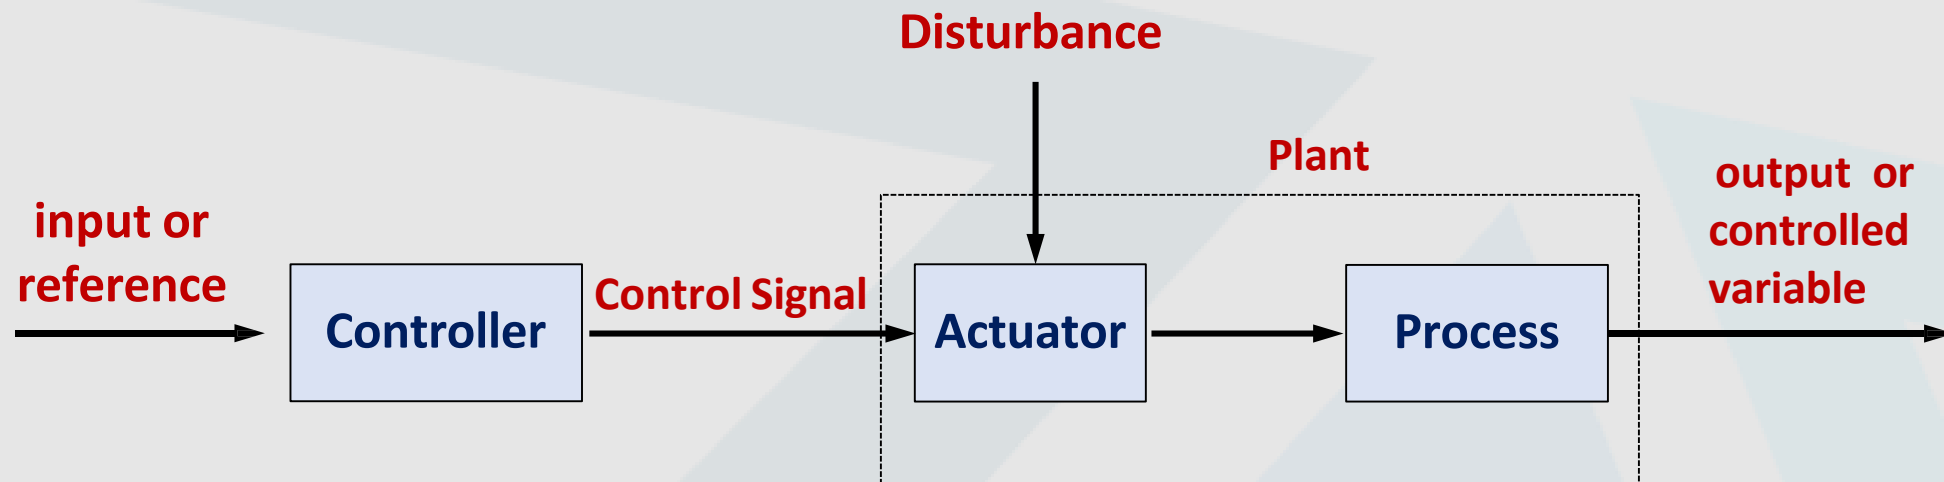 Disturbance
Plant
input or
reference
output or
controlled
variable
Control Signal
Controller
Actuator
Process